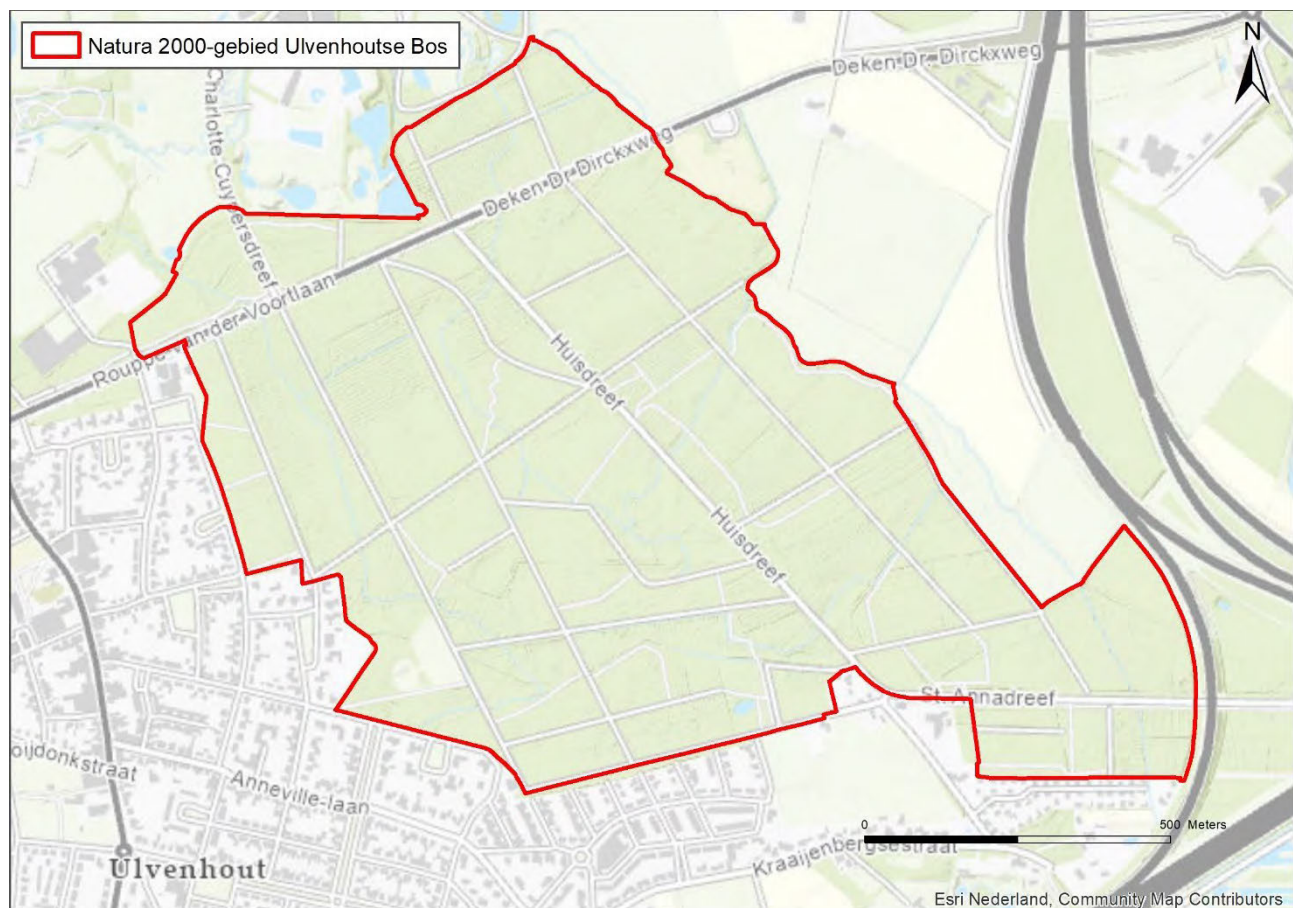 Natura 2000-gebied Ulvenhoutse Bos
N
Deken Dr. Dirckxweg
Charlotte Cuypersdreef
Deken Dr. Dirckxweg
Rouppe van der Voortlaan
Huisdreef
Huisdreef
St. Annadreef
oijdonkstraat
Anneville-laan
Ulvenhout
0 500 Meters
Kraaijenbergsestraat
Esri Nederland, Community Map Contributors